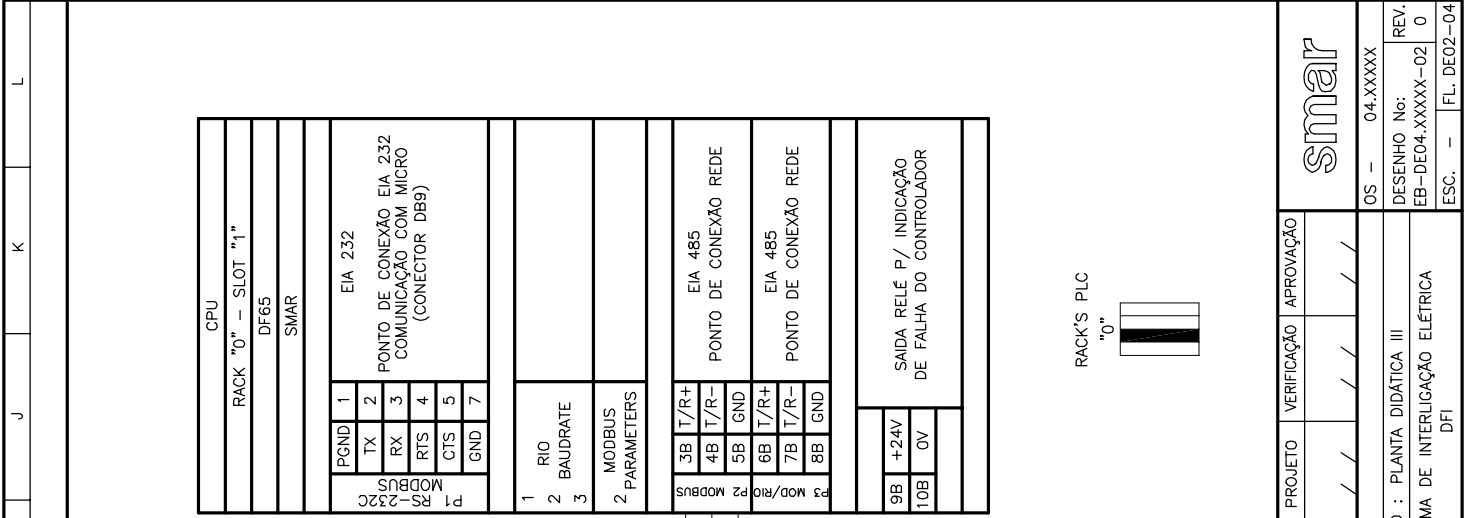 L
K
J
CPU
RACK "0" – SLOT "1"
DF65
SMAR
P1 RS–232C
MODBUS
PGND 1
TX 2
RX 3
RTS 4
CTS 5
GND 7
EIA 232
PONTO DE CONEXÃO EIA 232
COMUNICAÇÃO COM MICRO
(CONECTOR DB9)
1
2
3
RIO
BAUDRATE
2
MODBUS
PARAMETERS
P2 MODBUS
3B T/R+
4B T/R–
5B GND
EIA 485
PONTO DE CONEXÃO REDE
P3 MOD/RIO
6B T/R+
7B T/R–
8B GND
EIA 485
PONTO DE CONEXÃO REDE
9B +24V
10B 0V
SAIDA RELÉ P/ INDICAÇÃO
DE FALHA DO CONTROLADOR
RACK'S PLC
"0"
PROJETO
VERIFICAÇÃO
APROVAÇÃO
/ /
/ /
/ /
smar
: PLANTA DIDÁTICA III
DE INTERLIGAÇÃO ELÉTRICA
DFI
OS – 04.XXXXX
DESENHO No:
EB–DE04.XXXXX–02
REV.
0
ESC. –
FL. DE02–04